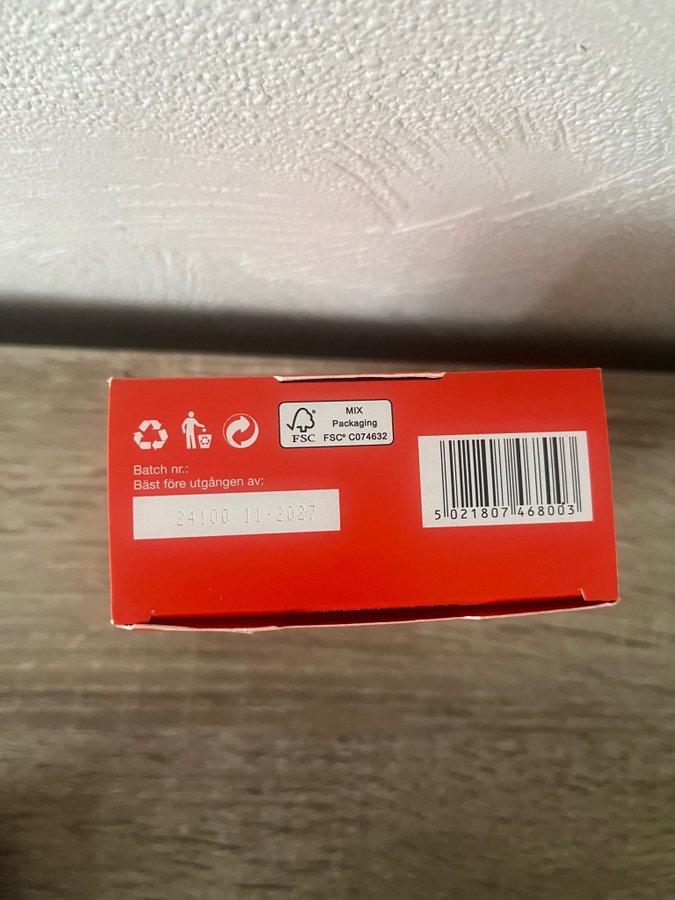 MIX
Packaging
FSC® C074632
FSC
Batch nr.:
Bäst före utgången av:
24100 11-2027
5 021807 468003